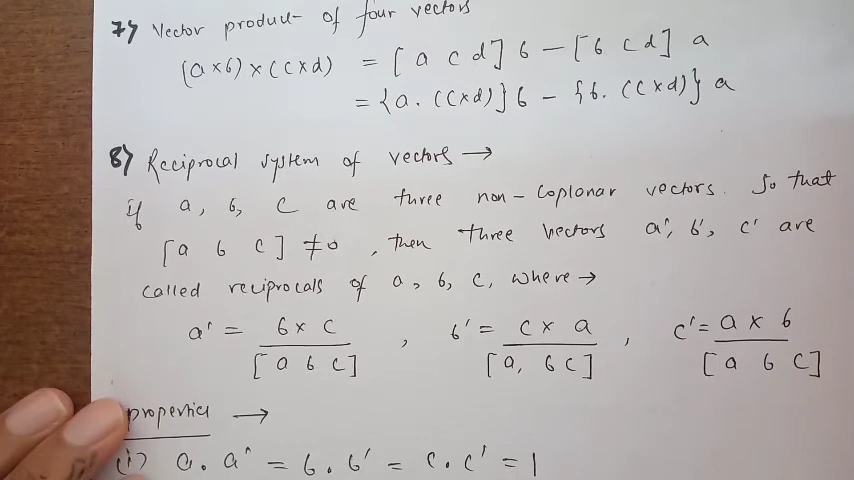 7) Vector product of four vectors
(a×b)×(c×d) = [a c d] b – [b c d] a
= {a. (c×d)} b – {b. (c×d)} a
8) Reciprocal system of vectors →
if a, b, c are three non-coplanar vectors. So that
[a b c] ≠ 0, then three vectors a', b', c' are
called reciprocals of a, b, c, where →
a' = b×c / [a b c] , b' = c×a / [a, b c] , c' = a×b / [a b c]
properties →
(i) a.a' = b.b' = c.c' = 1